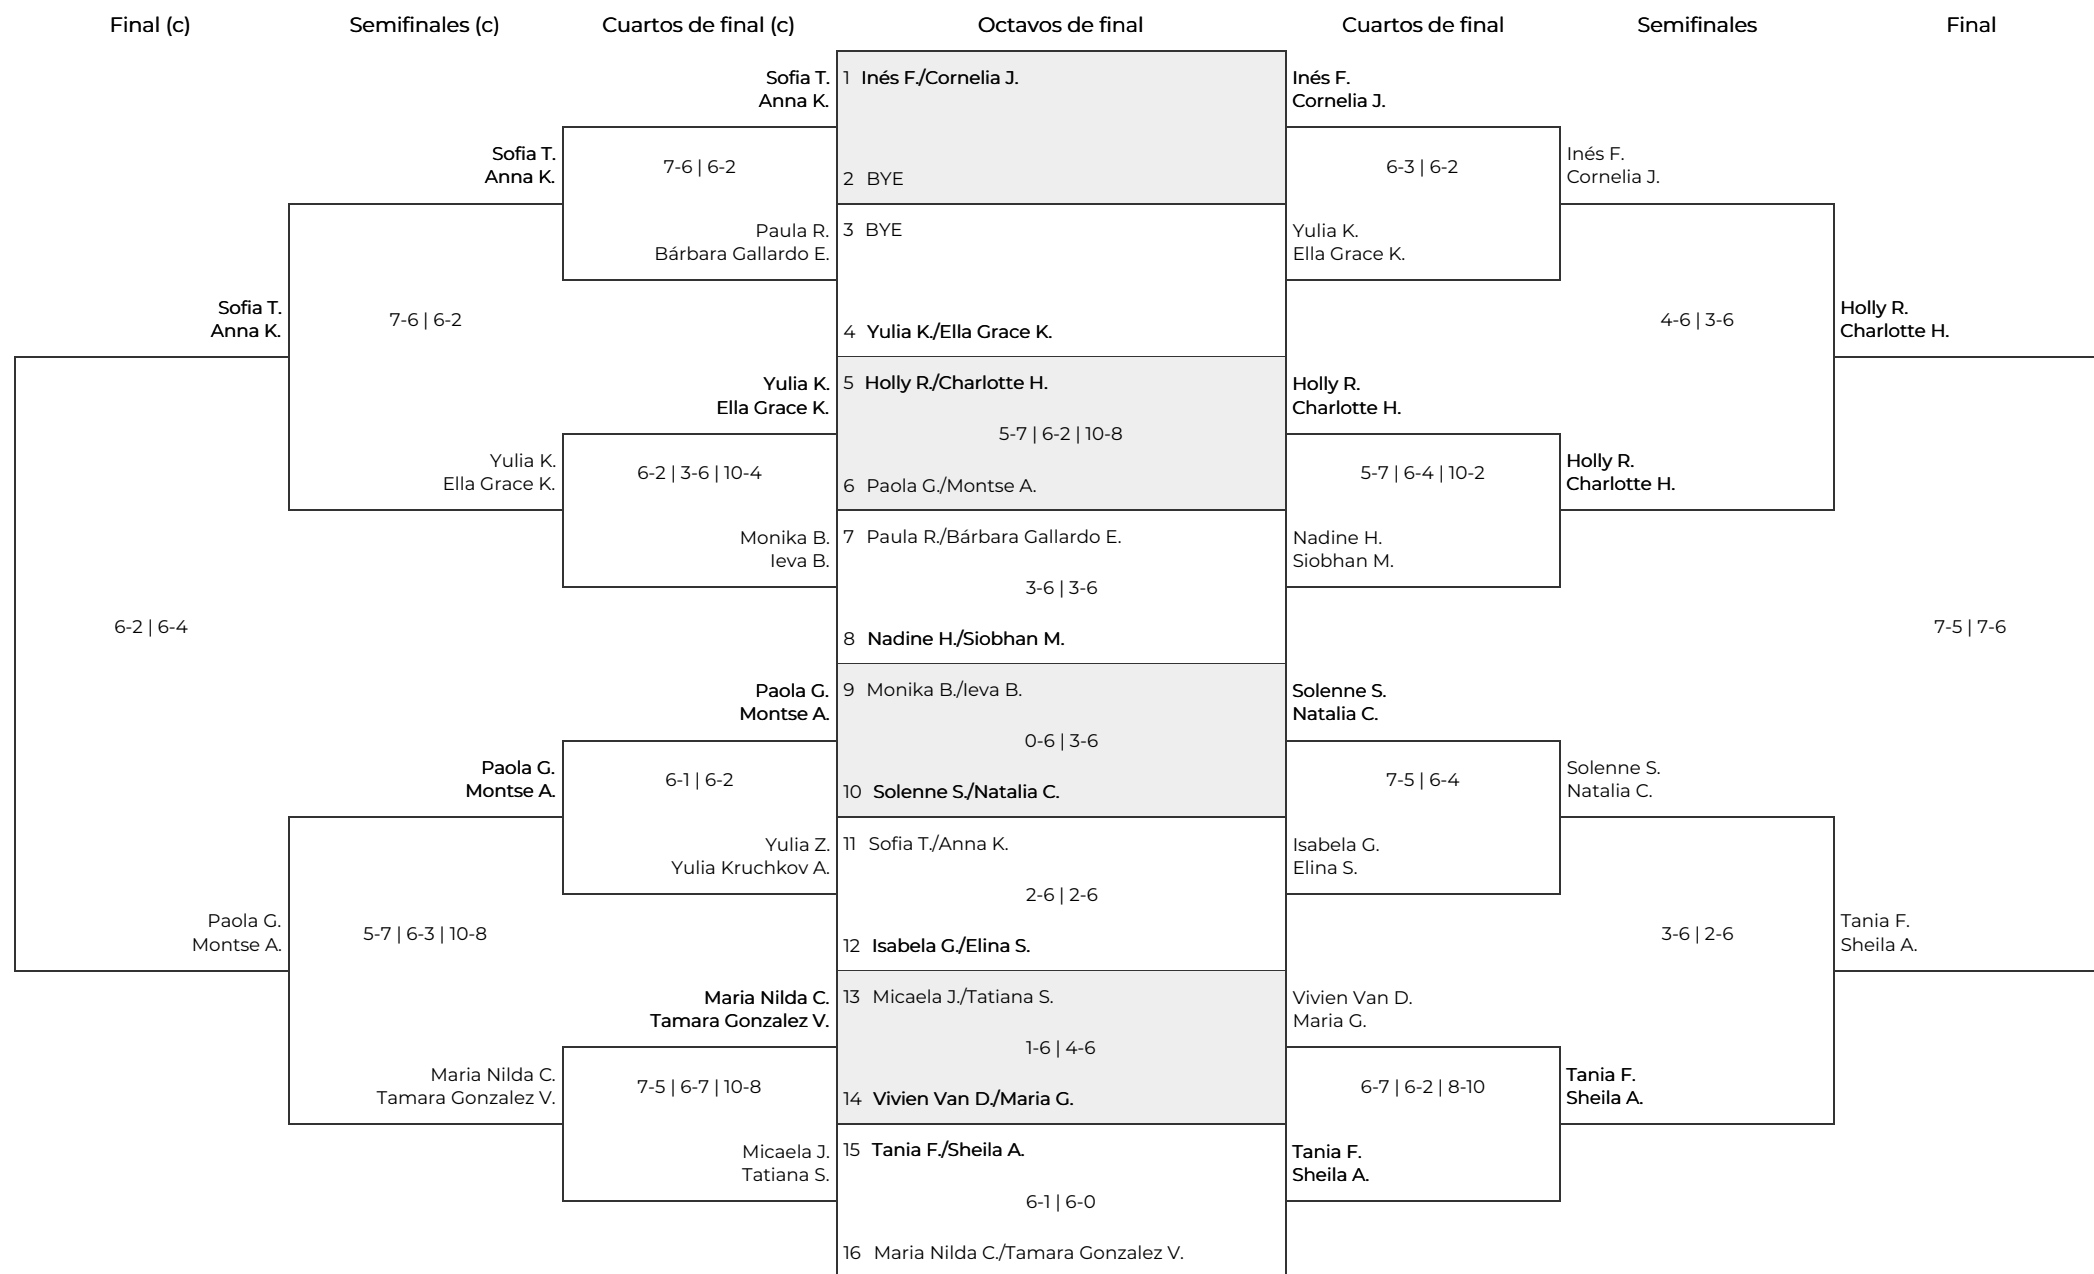 Final (c)
Semifinales (c)
Cuartos de final (c)
Octavos de final
Cuartos de final
Semifinales
Final
Sofia T.
Anna K.
6-2 | 6-4
Paola G.
Montse A.
Sofia T.
Anna K.
7-6 | 6-2
Yulia K.
Ella Grace K.
Paola G.
Montse A.
5-7 | 6-3 | 10-8
Maria Nilda C.
Tamara Gonzalez V.
Sofia T.
Anna K.
7-6 | 6-2
Paula R.
Bárbara Gallardo E.
Yulia K.
Ella Grace K.
6-2 | 3-6 | 10-4
Monika B.
Ieva B.
Paola G.
Montse A.
6-1 | 6-2
Yulia Z.
Yulia Kruchkov A.
Maria Nilda C.
Tamara Gonzalez V.
7-5 | 6-7 | 10-8
Micaela J.
Tatiana S.
1 Inés F./Cornelia J.
2 BYE
3 BYE
4 Yulia K./Ella Grace K.
5 Holly R./Charlotte H.
5-7 | 6-2 | 10-8
6 Paola G./Montse A.
7 Paula R./Bárbara Gallardo E.
3-6 | 3-6
8 Nadine H./Siobhan M.
9 Monika B./Ieva B.
0-6 | 3-6
10 Solenne S./Natalia C.
11 Sofia T./Anna K.
2-6 | 2-6
12 Isabela G./Elina S.
13 Micaela J./Tatiana S.
1-6 | 4-6
14 Vivien Van D./Maria G.
15 Tania F./Sheila A.
6-1 | 6-0
16 Maria Nilda C./Tamara Gonzalez V.
Inés F.
Cornelia J.
6-3 | 6-2
Yulia K.
Ella Grace K.
Holly R.
Charlotte H.
5-7 | 6-4 | 10-2
Nadine H.
Siobhan M.
Solenne S.
Natalia C.
7-5 | 6-4
Isabela G.
Elina S.
Vivien Van D.
Maria G.
6-7 | 6-2 | 8-10
Tania F.
Sheila A.
Inés F.
Cornelia J.
4-6 | 3-6
Holly R.
Charlotte H.
Solenne S.
Natalia C.
3-6 | 2-6
Tania F.
Sheila A.
Holly R.
Charlotte H.
7-5 | 7-6
Tania F.
Sheila A.